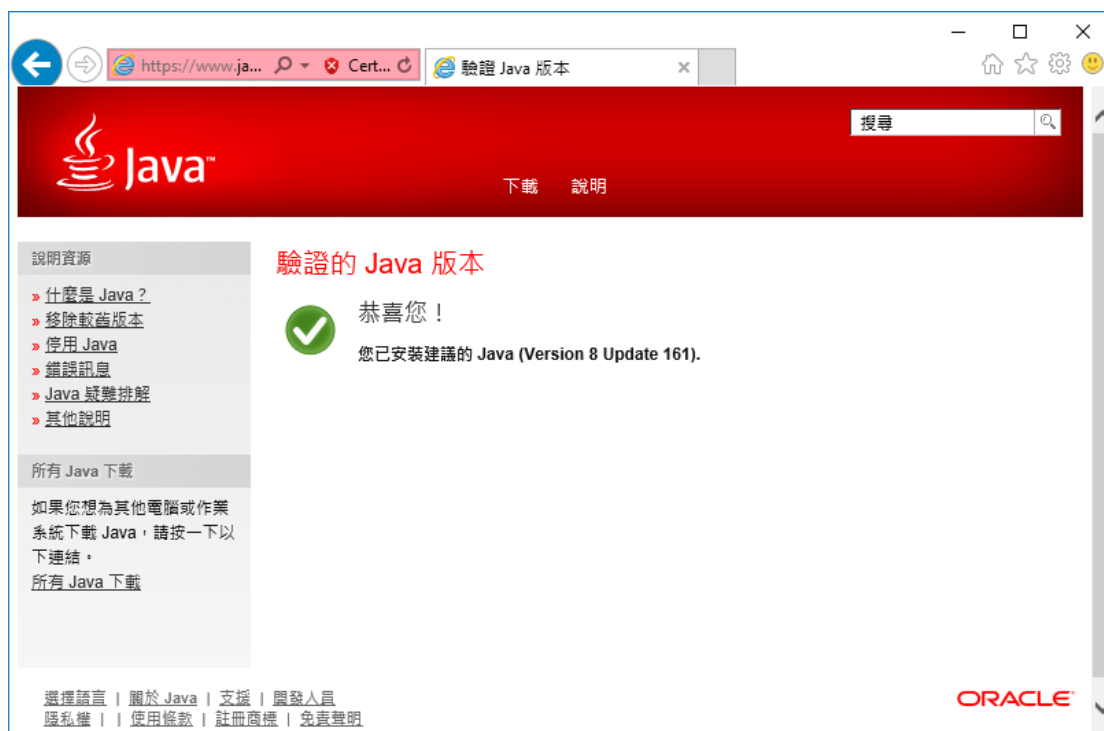 https://www.ja...
Cert...
驗證 Java 版本
Java™
搜尋
下載 說明
說明資源
» 什麼是 Java？
» 移除較舊版本
» 停用 Java
» 錯誤訊息
» Java 疑難排解
» 其他說明
所有 Java 下載
如果您想為其他電腦或作業
系統下載 Java，請按一下以
下連結。
所有 Java 下載
驗證的 Java 版本
恭喜您！
您已安裝建議的 Java (Version 8 Update 161).
選擇語言 | 關於 Java | 支援 | 開發人員
隱私權 | | 使用條款 | 註冊商標 | 免責聲明
ORACLE